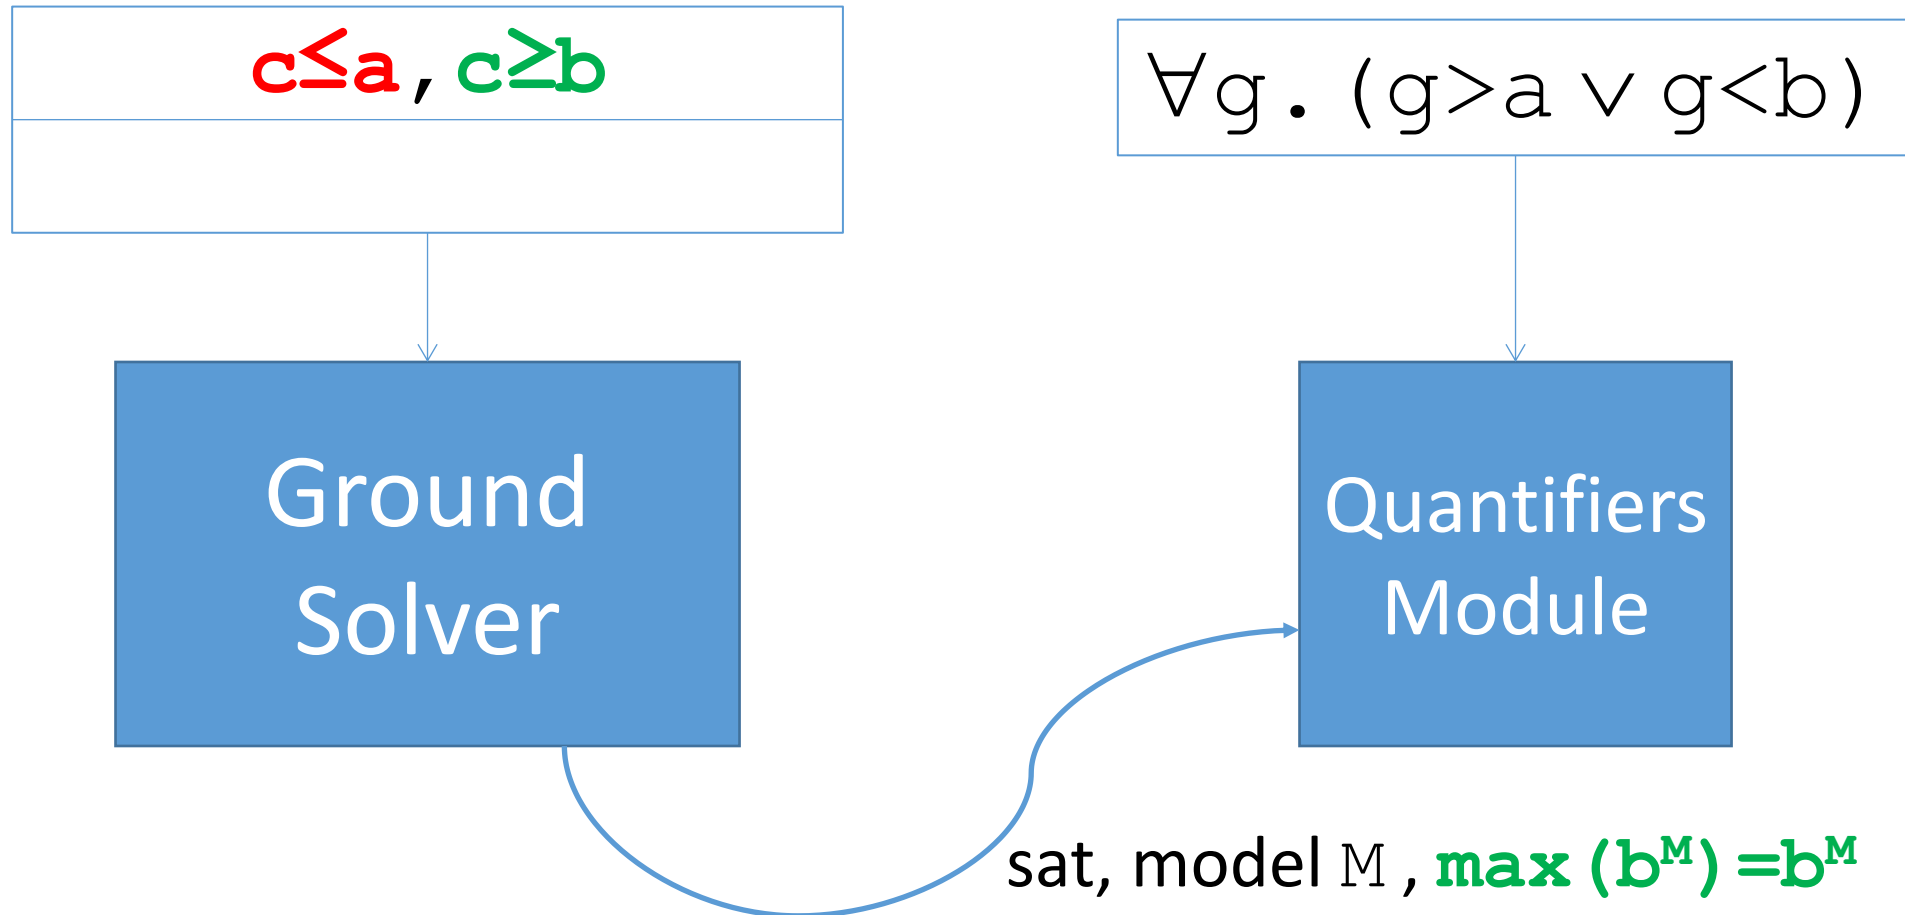 c≤a, c≥b
∀g.(g>a ∨ g<b)
Ground
Solver
Quantifiers
Module
sat, model M, max(bᴹ)=bᴹ